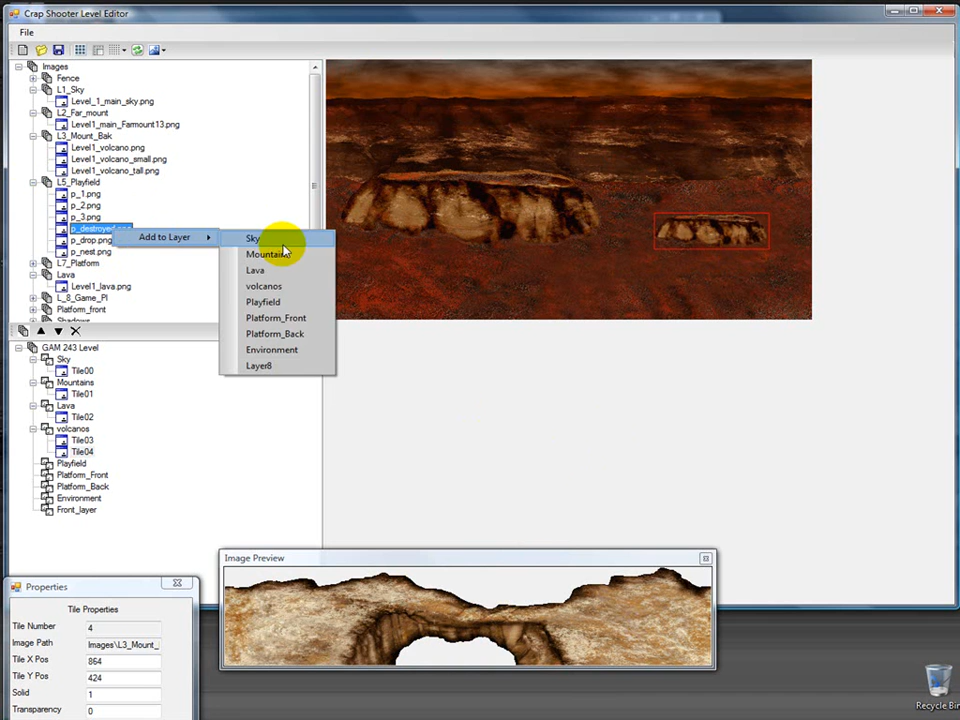 Crap Shooter Level Editor
File
Images
Fence
L1_Sky
Level_1_main_sky.png
L2_Far_mount
Level1_main_Farmount13.png
L3_Mount_Bak
Level1_volcano.png
Level1_volcano_small.png
Level1_volcano_tall.png
L5_Playfield
p_1.png
p_2.png
p_3.png
p_destroyed.png
p_drop.png
p_nest.png
L7_Platform
Lava
Level1_lava.png
L_8_Game_Pl
Platform_front
Shadows
Add to Layer
Sky
Mountains
Lava
volcanos
Playfield
Platform_Front
Platform_Back
Environment
Layer8
GAM 243 Level
Sky
Tile00
Mountains
Tile01
Lava
Tile02
volcanos
Tile03
Tile04
Playfield
Platform_Front
Platform_Back
Environment
Front_layer
Image Preview
Properties
Tile Properties
Tile Number 4
Image Path Images\L3_Mount_
Tile X Pos 864
Tile Y Pos 424
Solid 1
Transparency 0
Recycle Bin